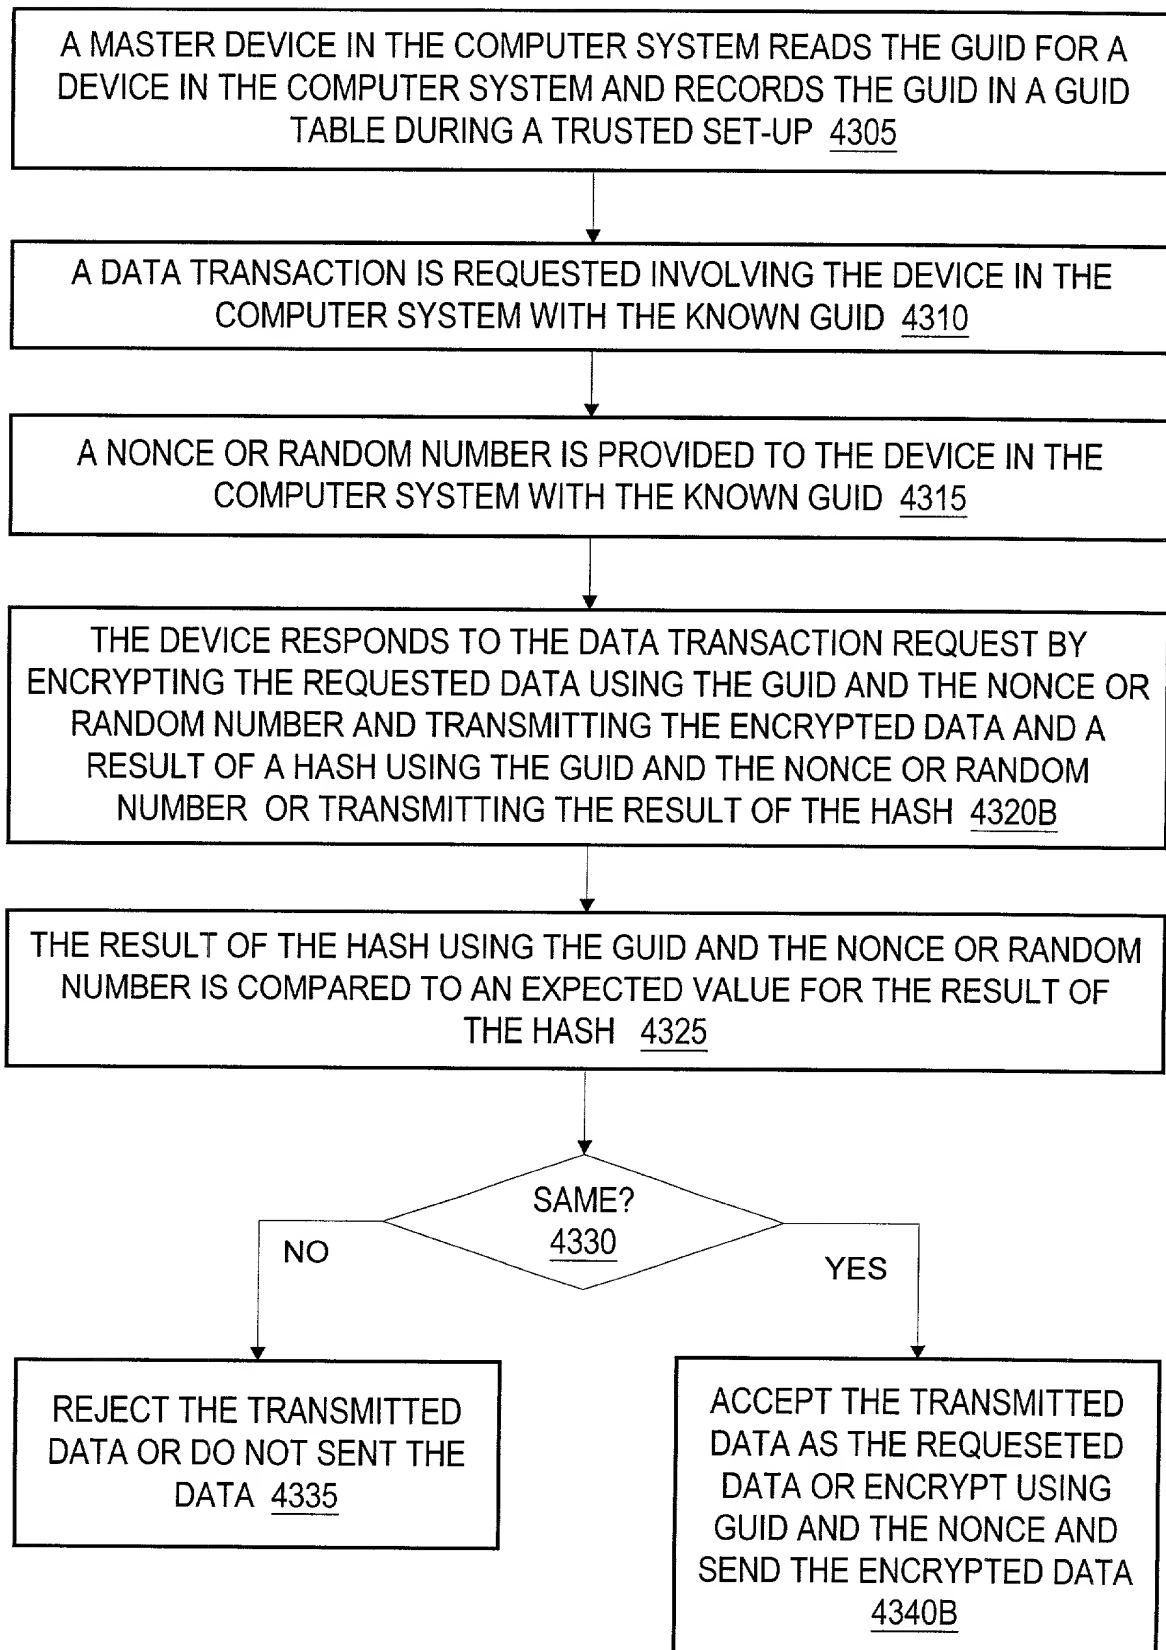 A MASTER DEVICE IN THE COMPUTER SYSTEM READS THE GUID FOR A
DEVICE IN THE COMPUTER SYSTEM AND RECORDS THE GUID IN A GUID
TABLE DURING A TRUSTED SET-UP 4305
A DATA TRANSACTION IS REQUESTED INVOLVING THE DEVICE IN THE
COMPUTER SYSTEM WITH THE KNOWN GUID 4310
A NONCE OR RANDOM NUMBER IS PROVIDED TO THE DEVICE IN THE
COMPUTER SYSTEM WITH THE KNOWN GUID 4315
THE DEVICE RESPONDS TO THE DATA TRANSACTION REQUEST BY
ENCRYPTING THE REQUESTED DATA USING THE GUID AND THE NONCE OR
RANDOM NUMBER AND TRANSMITTING THE ENCRYPTED DATA AND A
RESULT OF A HASH USING THE GUID AND THE NONCE OR RANDOM
NUMBER OR TRANSMITTING THE RESULT OF THE HASH 4320B
THE RESULT OF THE HASH USING THE GUID AND THE NONCE OR RANDOM
NUMBER IS COMPARED TO AN EXPECTED VALUE FOR THE RESULT OF
THE HASH 4325
SAME?
4330
NO
YES
REJECT THE TRANSMITTED
DATA OR DO NOT SENT THE
DATA 4335
ACCEPT THE TRANSMITTED
DATA AS THE REQUESETED
DATA OR ENCRYPT USING
GUID AND THE NONCE AND
SEND THE ENCRYPTED DATA
4340B